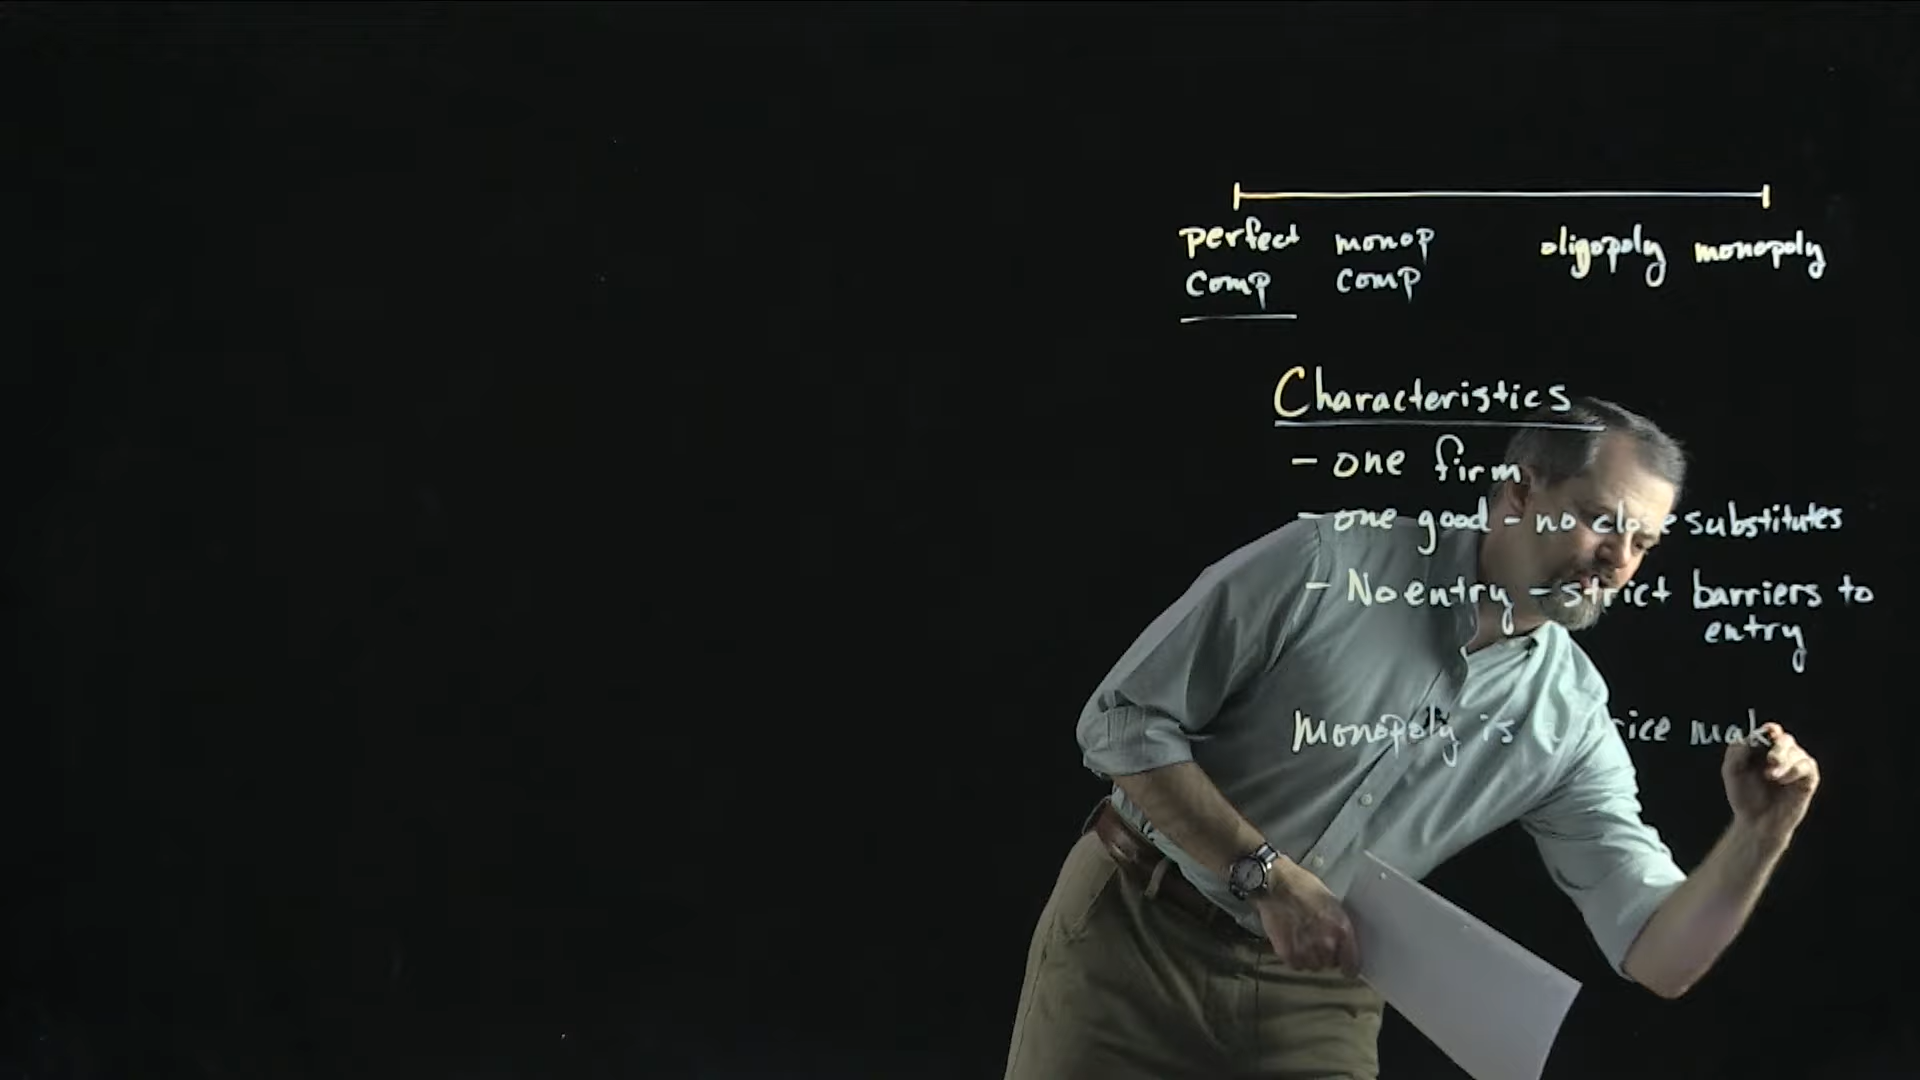 perfect monop oligopoly monopoly
comp comp
Characteristics
- one firm
- one good - no close substitutes
- No entry - strict barriers to
entry
Monopoly is a